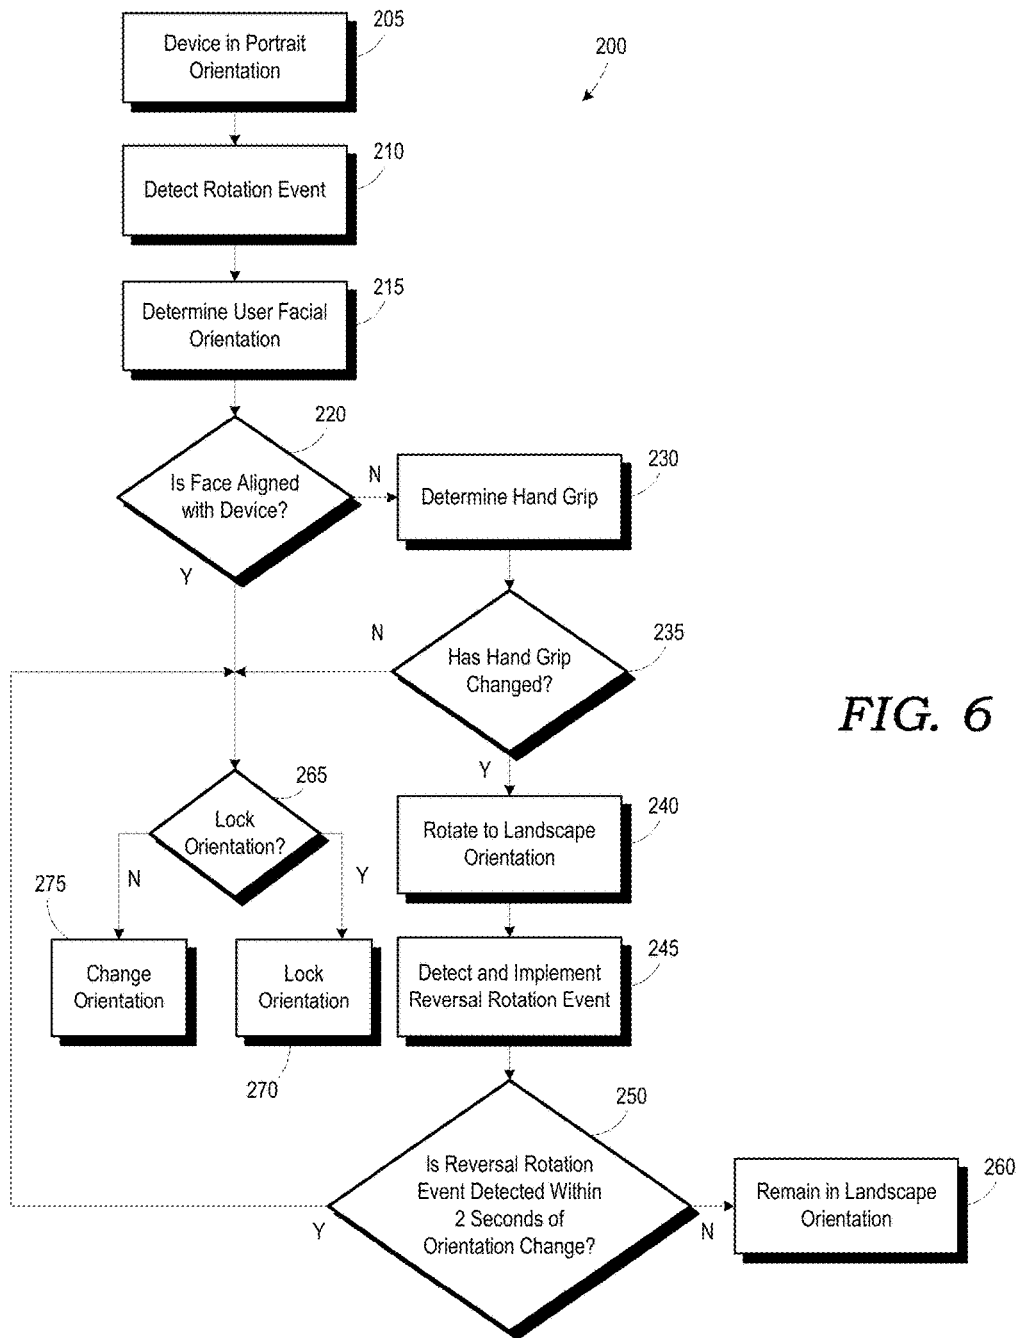 205
Device in Portrait
Orientation
200
210
Detect Rotation Event
215
Determine User Facial
Orientation
220
Is Face Aligned
with Device?
N
Y
230
Determine Hand Grip
N
235
Has Hand Grip
Changed?
Y
FIG. 6
265
Lock
Orientation?
N
Y
240
Rotate to Landscape
Orientation
275
Change
Orientation
Lock
Orientation
270
245
Detect and Implement
Reversal Rotation Event
250
Is Reversal Rotation
Event Detected Within
2 Seconds of
Orientation Change?
Y
N
260
Remain in Landscape
Orientation